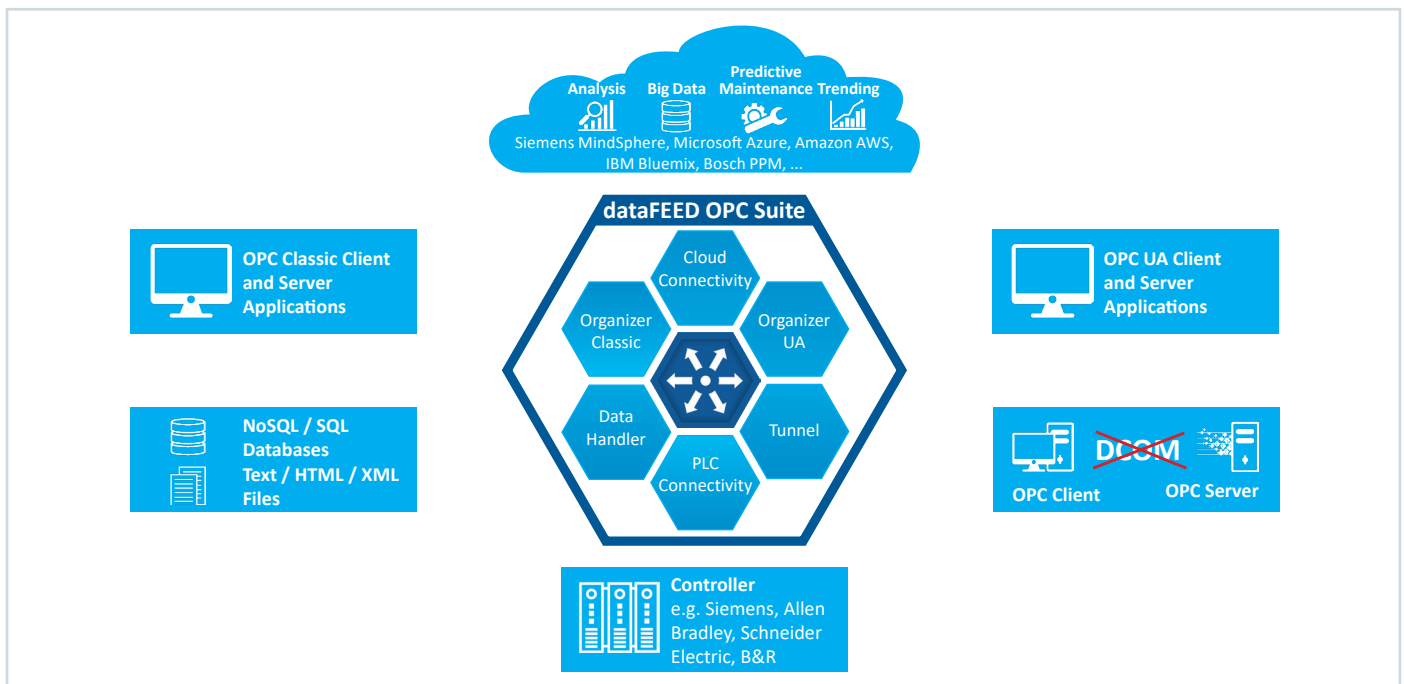 Predictive
Analysis Big Data Maintenance Trending
Siemens MindSphere, Microsoft Azure, Amazon AWS,
IBM Bluemix, Bosch PPM, ...
dataFEED OPC Suite
Cloud
Connectivity
Organizer
Classic
Organizer
UA
Data
Handler
Tunnel
PLC
Connectivity
OPC Classic Client
and Server
Applications
OPC UA Client
and Server
Applications
NoSQL / SQL
Databases
Text / HTML / XML
Files
DCOM
OPC Client
OPC Server
Controller
e.g. Siemens, Allen
Bradley, Schneider
Electric, B&R